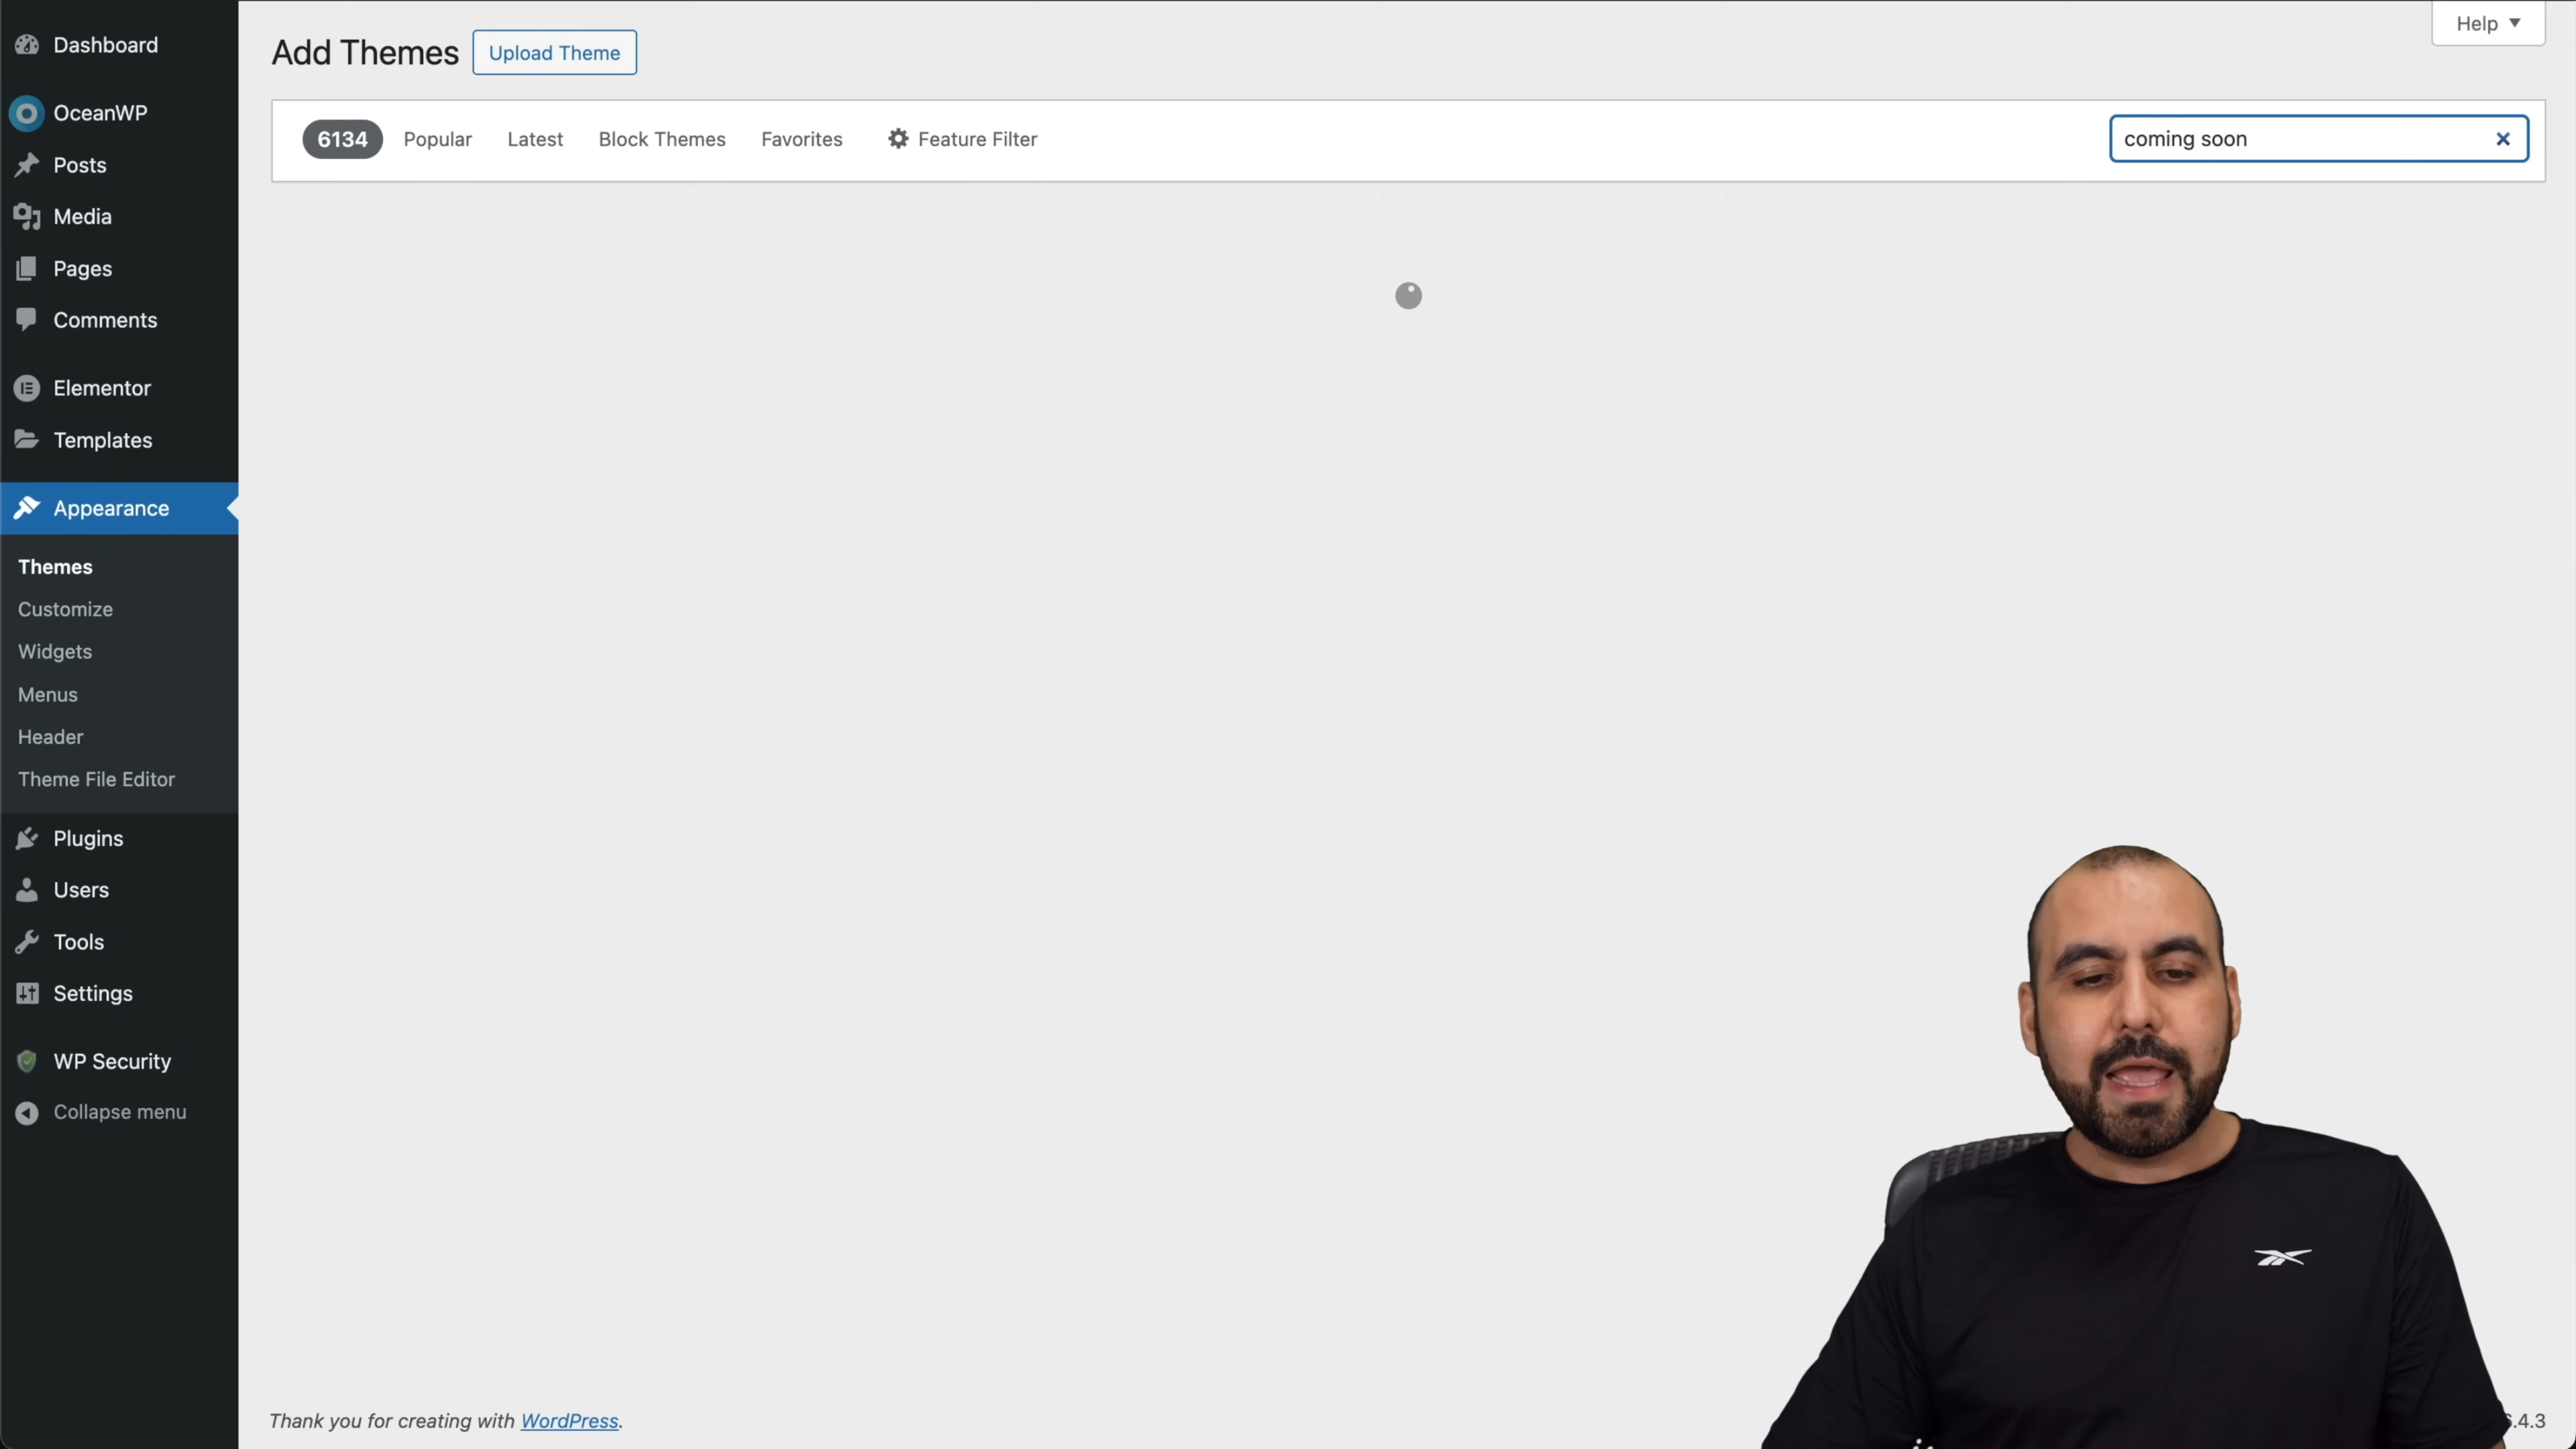 Dashboard
OceanWP
Posts
Media
Pages
Comments
Elementor
Templates
Appearance
Themes
Customize
Widgets
Menus
Header
Theme File Editor
Plugins
Users
Tools
Settings
WP Security
Collapse menu
Add Themes Upload Theme
Help
6134 Popular Latest Block Themes Favorites Feature Filter
coming soon
Thank you for creating with WordPress.
.4.3